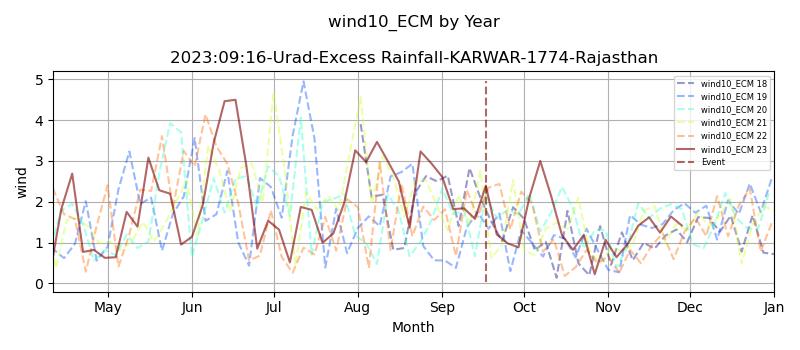 wind10_ECM by Year
2023:09:16-Urad-Excess Rainfall-KARWAR-1774-Rajasthan
wind10_ECM 18
wind10_ECM 19
wind10_ECM 20
wind10_ECM 21
wind10_ECM 22
wind10_ECM 23
Event
5
4
3
2
1
0
wind
May Jun Jul Aug Sep Oct Nov Dec Jan
Month